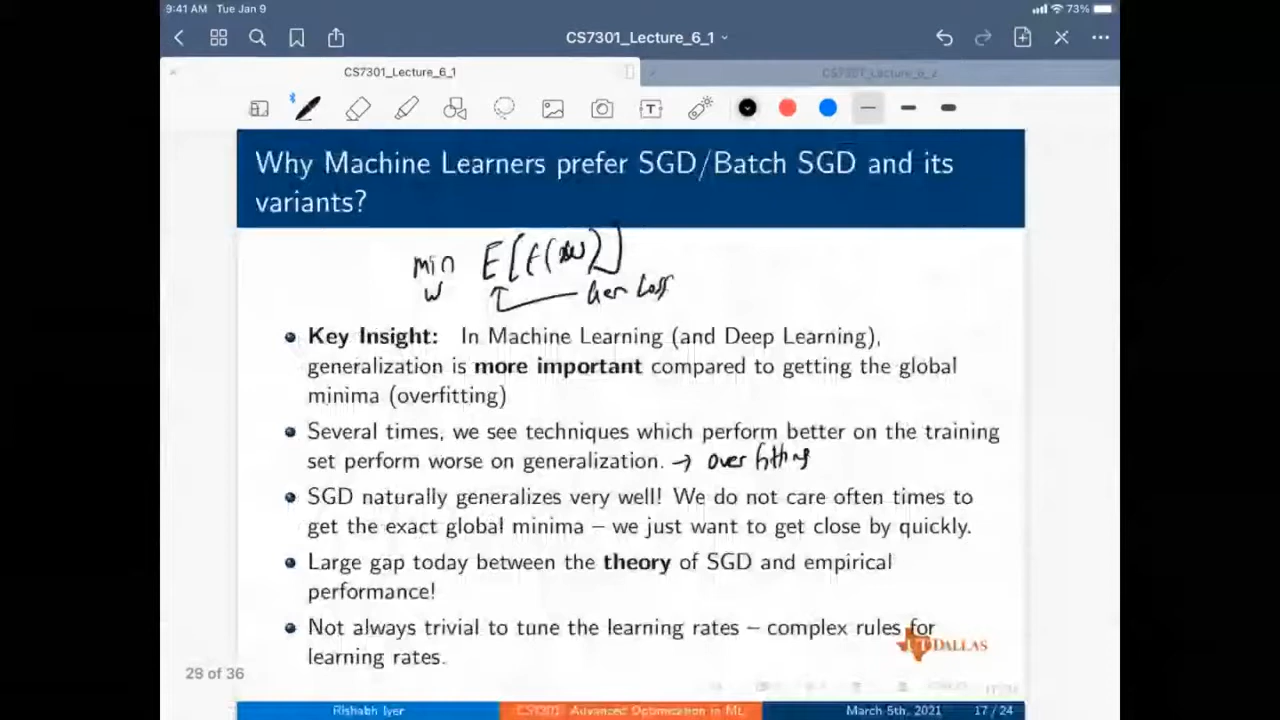 9:41 AM Tue Jan 9
73%
CS7301_Lecture_6_1
CS7301_Lecture_6_1
CS7301_Lecture_6_2
Why Machine Learners prefer SGD/Batch SGD and its
variants?
min E[f(w)]
w
Gen Loss
Key Insight: In Machine Learning (and Deep Learning),
generalization is more important compared to getting the global
minima (overfitting)
Several times, we see techniques which perform better on the training
set perform worse on generalization. → overfitting
SGD naturally generalizes very well! We do not care often times to
get the exact global minima – we just want to get close by quickly.
Large gap today between the theory of SGD and empirical
performance!
Not always trivial to tune the learning rates – complex rules for
learning rates.
UT DALLAS
29 of 36
Rishabh Iyer CS7301: Advanced Optimization in ML March 5th, 2021 17 / 24